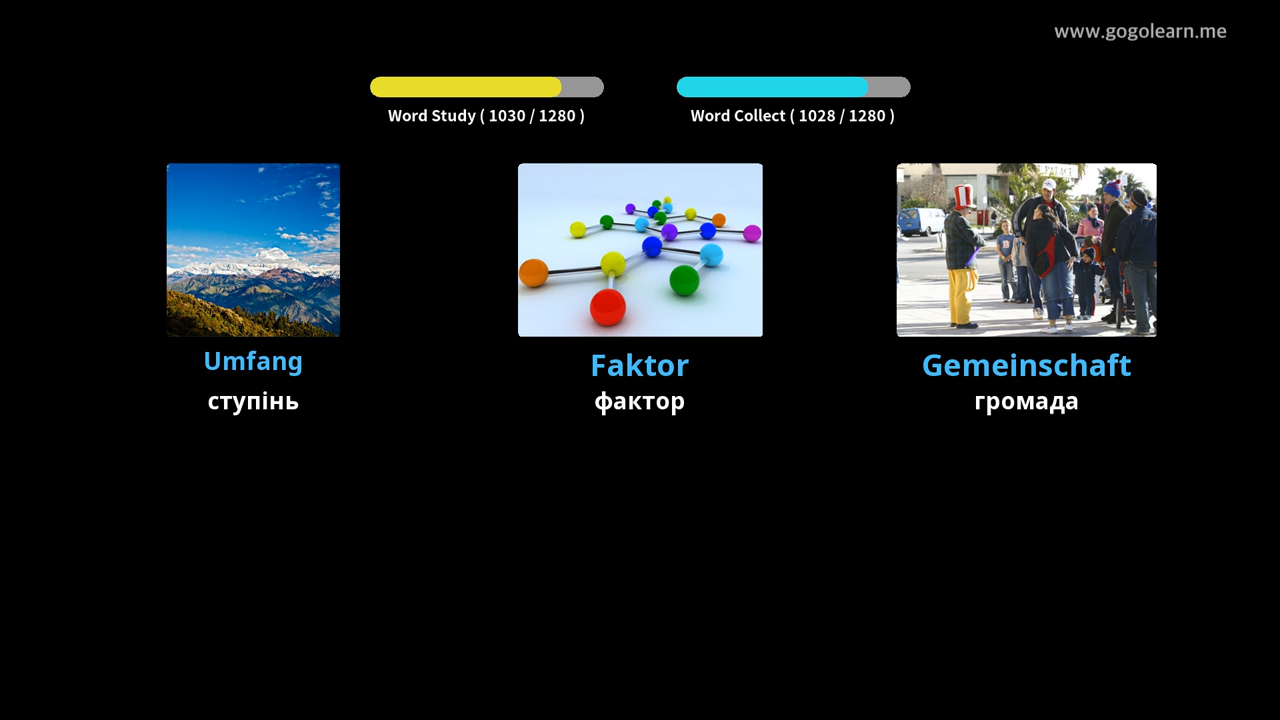 www.gogolearn.me
Word Study ( 1030 / 1280 )
Word Collect ( 1028 / 1280 )
Umfang
Faktor
Gemeinschaft
ступінь
фактор
громада